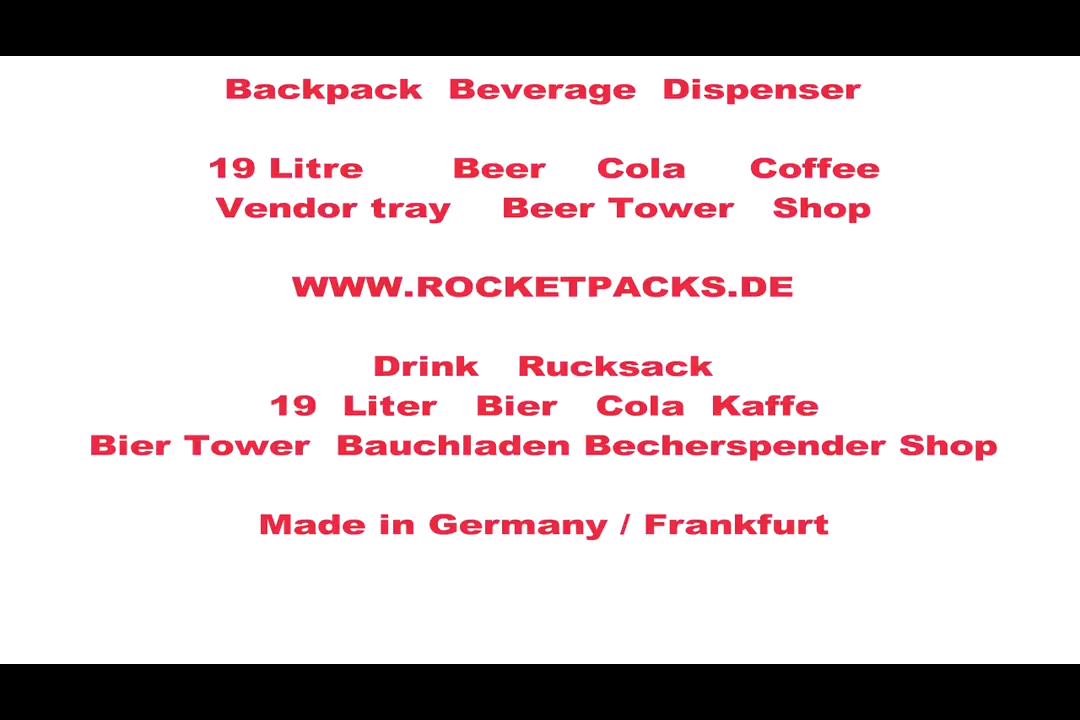 Backpack Beverage Dispenser
19 Litre Beer Cola Coffee
Vendor tray Beer Tower Shop
WWW.ROCKETPACKS.DE
Drink Rucksack
19 Liter Bier Cola Kaffe
Bier Tower Bauchladen Becherspender Shop
Made in Germany / Frankfurt